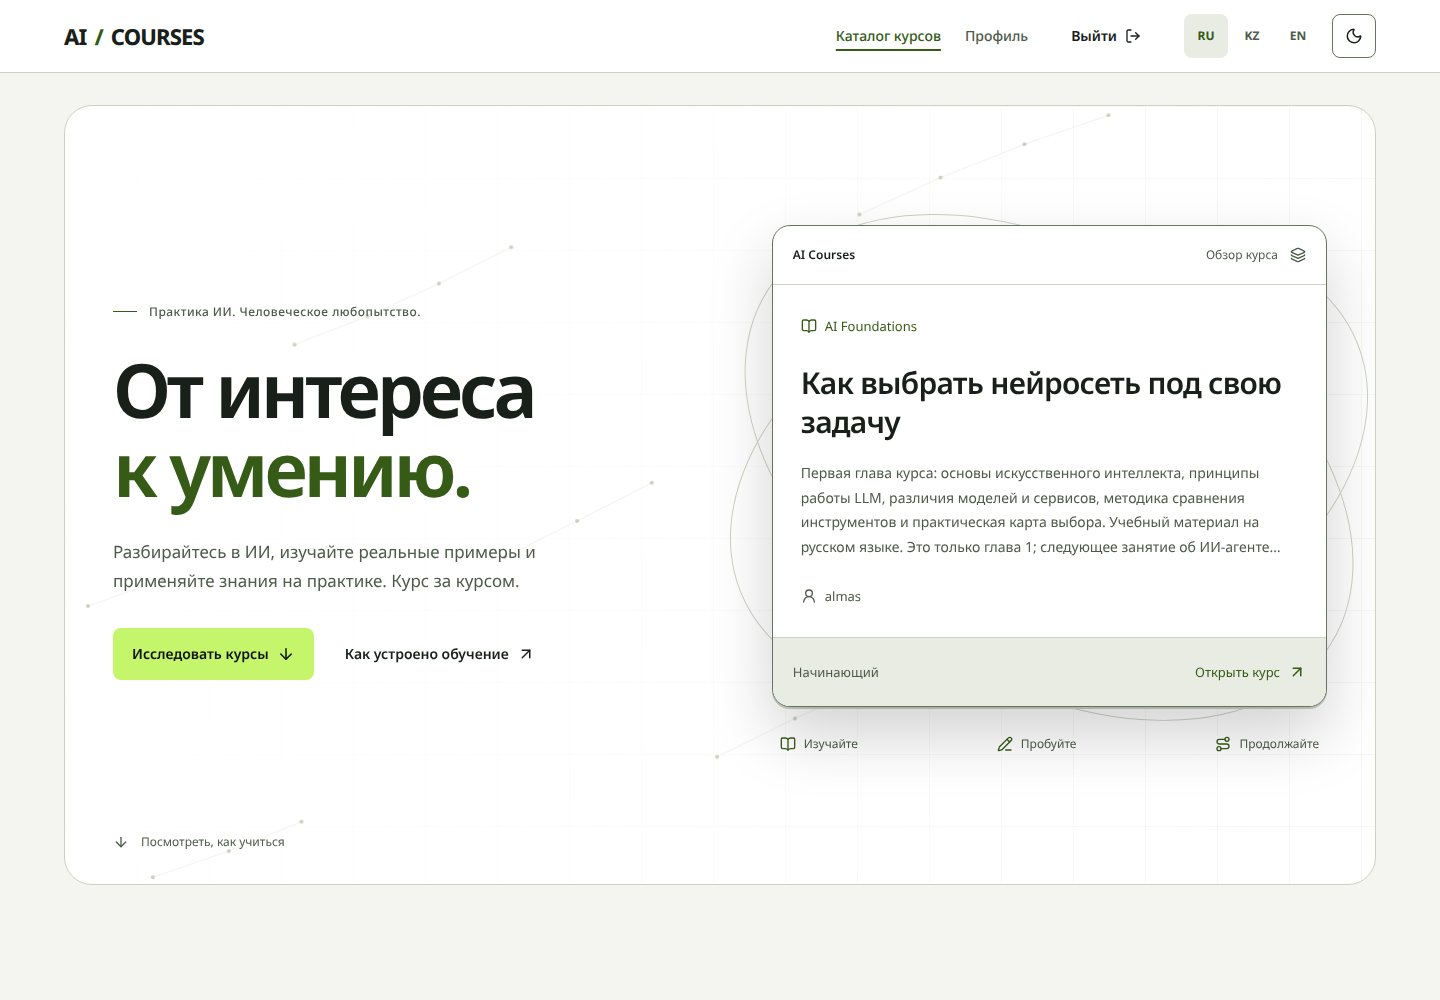 AI / COURSES
Каталог курсов
Профиль
Выйти
RU
KZ
EN
Практика ИИ. Человеческое любопытство.
От интереса
к умению.
Разбирайтесь в ИИ, изучайте реальные примеры и
применяйте знания на практике. Курс за курсом.
Исследовать курсы
Как устроено обучение
Посмотреть, как учиться
AI Courses
Обзор курса
AI Foundations
Как выбрать нейросеть под свою
задачу
Первая глава курса: основы искусственного интеллекта, принципы
работы LLM, различия моделей и сервисов, методика сравнения
инструментов и практическая карта выбора. Учебный материал на
русском языке. Это только глава 1; следующее занятие об ИИ-агенте…
almas
Начинающий
Открыть курс
Изучайте
Пробуйте
Продолжайте